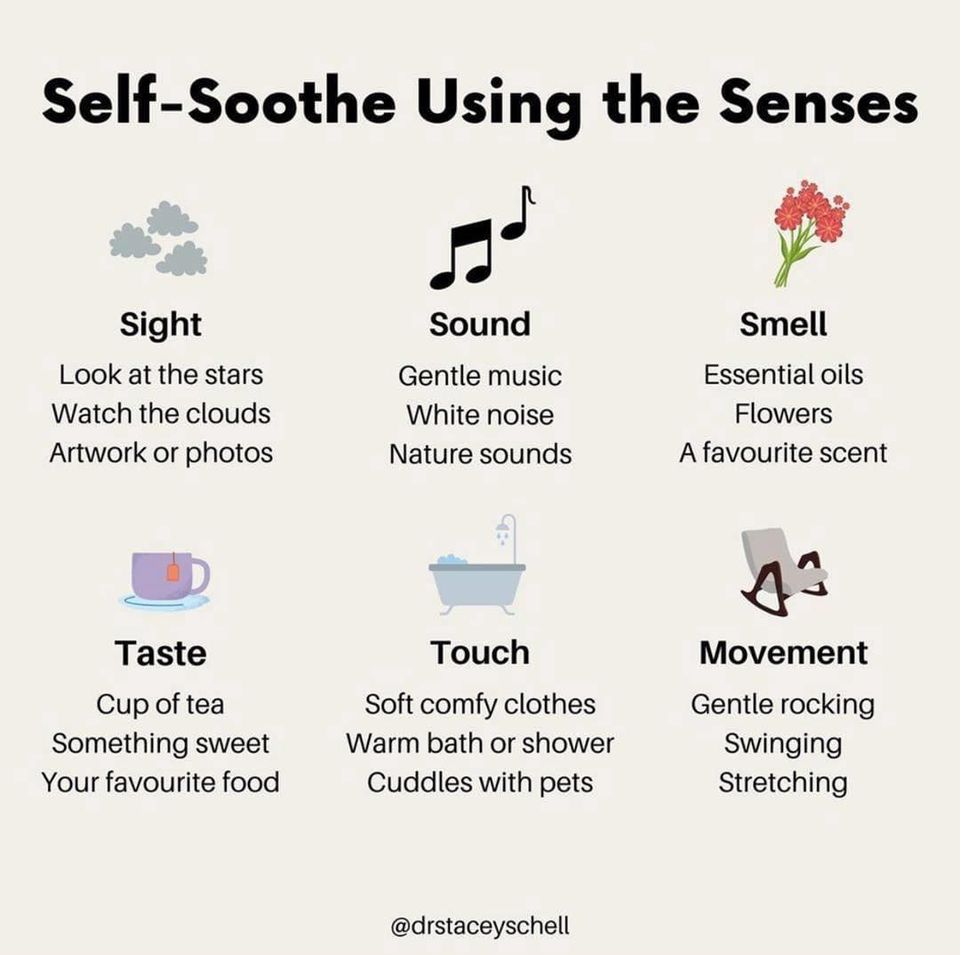 Self-Soothe Using the Senses
Sight
Look at the stars
Watch the clouds
Artwork or photos
Sound
Gentle music
White noise
Nature sounds
Smell
Essential oils
Flowers
A favourite scent
Taste
Cup of tea
Something sweet
Your favourite food
Touch
Soft comfy clothes
Warm bath or shower
Cuddles with pets
Movement
Gentle rocking
Swinging
Stretching
@drstaceyschell